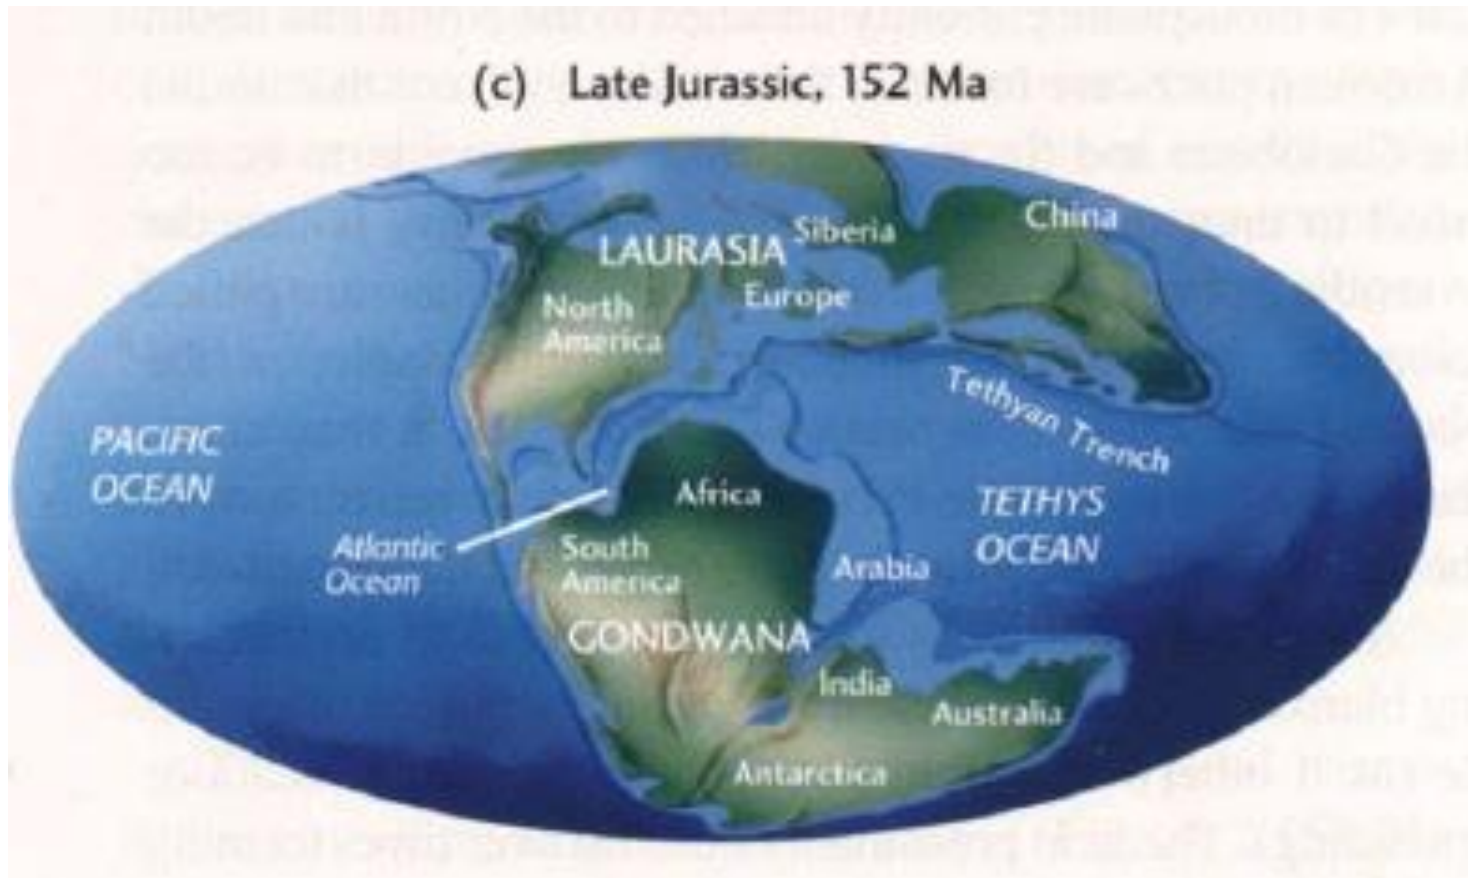 (c) Late Jurassic, 152 Ma
China
Siberia
LAURASIA
Europe
North
America
Tethyan Trench
PACIFIC
OCEAN
Africa
TETHYS
OCEAN
Atlantic
Ocean
South
America
Arabia
GONDWANA
India
Australia
Antarctica